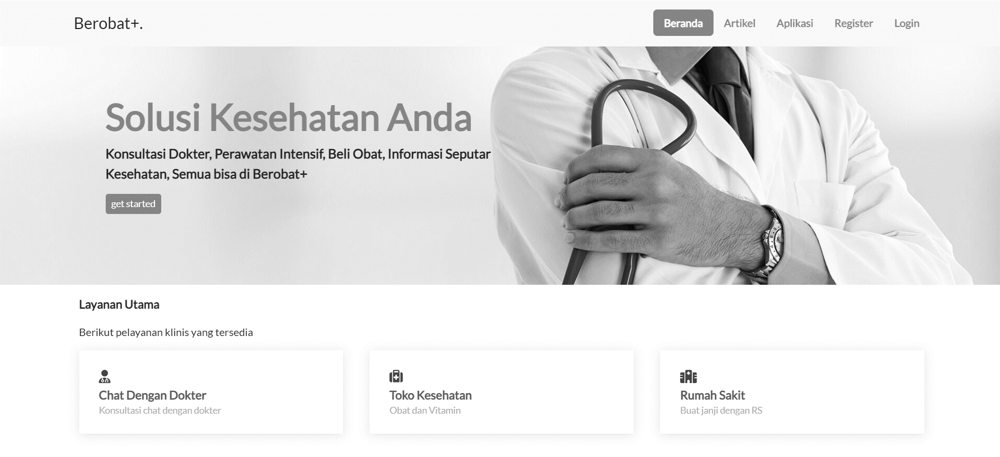 Berobat+.
Beranda
Artikel
Aplikasi
Register
Login
Solusi Kesehatan Anda
Konsultasi Dokter, Perawatan Intensif, Beli Obat, Informasi Seputar
Kesehatan, Semua bisa di Berobat+
get started
Layanan Utama
Berikut pelayanan klinis yang tersedia
Chat Dengan Dokter
Konsultasi chat dengan dokter
Toko Kesehatan
Obat dan Vitamin
Rumah Sakit
Buat janji dengan RS